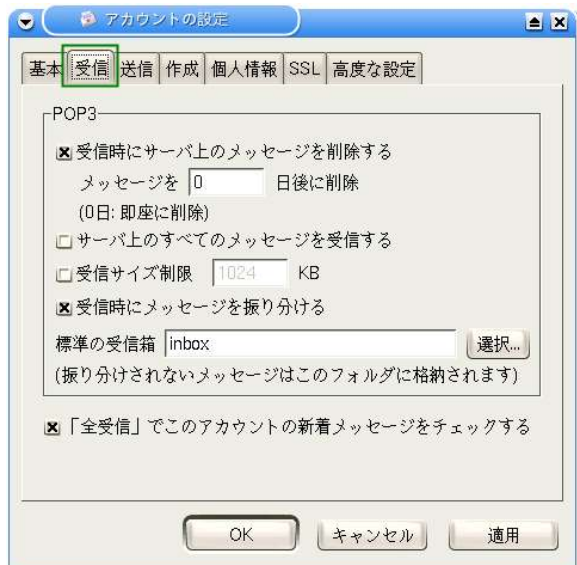 アカウントの設定
基本 受信 送信 作成 個人情報 SSL 高度な設定
POP3
受信時にサーバ上のメッセージを削除する
メッセージを 0 日後に削除
(0日: 即座に削除)
サーバ上のすべてのメッセージを受信する
受信サイズ制限 1024 KB
受信時にメッセージを振り分ける
標準の受信箱 inbox 選択...
(振り分けされないメッセージはこのフォルダに格納されます)
「全受信」でこのアカウントの新着メッセージをチェックする
OK キャンセル 適用